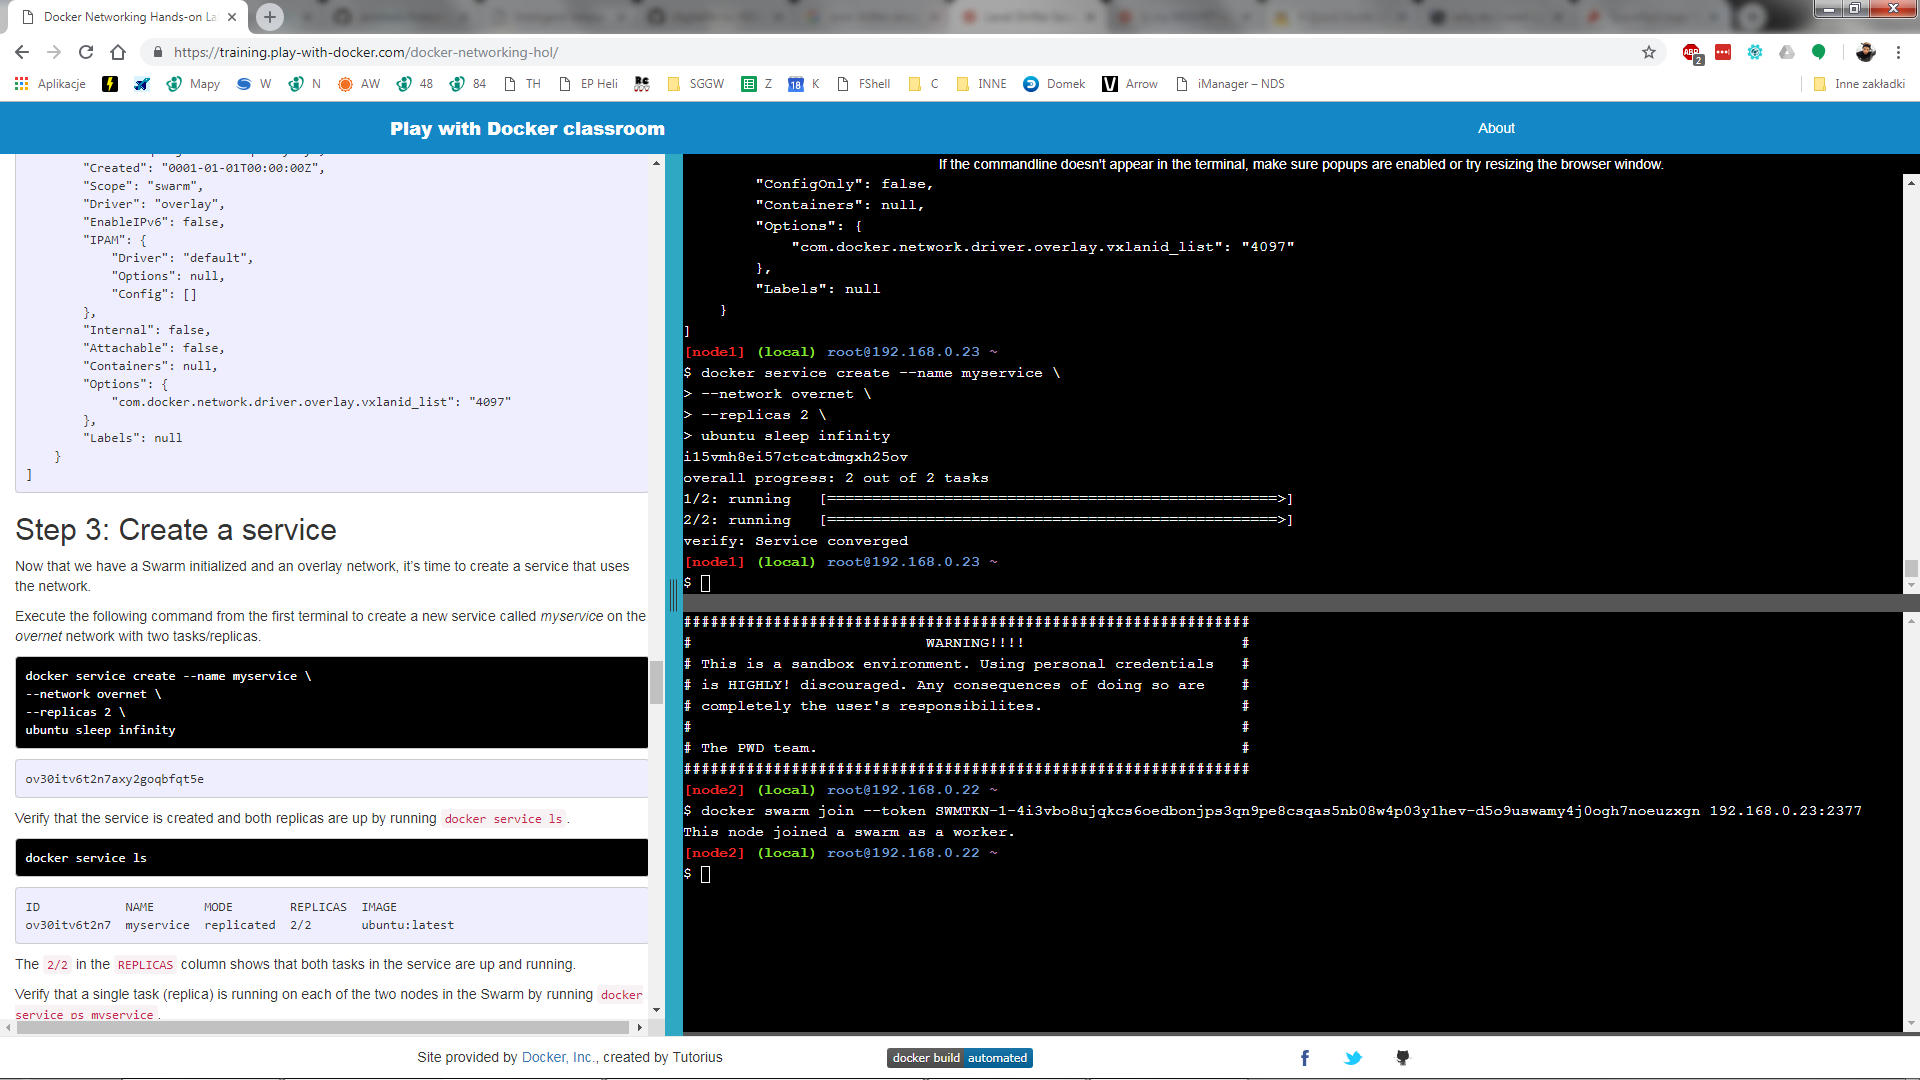 Docker Networking Hands-on La
https://training.play-with-docker.com/docker-networking-hol/
ABP
2
Aplikacje
Mapy
W
N
AW
48
84
TH
EP Heli
SGGW
Z
18
K
FShell
C
INNE
Domek
V
Arrow
iManager – NDS
Inne zakładki
Play with Docker classroom
About
"Created": "0001-01-01T00:00:00Z",
"Scope": "swarm",
"Driver": "overlay",
"EnableIPv6": false,
"IPAM": {
"Driver": "default",
"Options": null,
"Config": []
},
"Internal": false,
"Attachable": false,
"Containers": null,
"Options": {
"com.docker.network.driver.overlay.vxlanid_list": "4097"
},
"Labels": null
}
]
Step 3: Create a service
Now that we have a Swarm initialized and an overlay network, it's time to create a service that uses
the network.
Execute the following command from the first terminal to create a new service called myservice on the
overnet network with two tasks/replicas.
docker service create --name myservice \
--network overnet \
--replicas 2 \
ubuntu sleep infinity
ov30itv6t2n7axy2goqbfqt5e
Verify that the service is created and both replicas are up by running docker service ls .
docker service ls
ID NAME MODE REPLICAS IMAGE
ov30itv6t2n7 myservice replicated 2/2 ubuntu:latest
The 2/2 in the REPLICAS column shows that both tasks in the service are up and running.
Verify that a single task (replica) is running on each of the two nodes in the Swarm by running docker
service ps myservice .
If the commandline doesn't appear in the terminal, make sure popups are enabled or try resizing the browser window.
"ConfigOnly": false,
"Containers": null,
"Options": {
"com.docker.network.driver.overlay.vxlanid_list": "4097"
},
"Labels": null
}
]
[node1] (local) root@192.168.0.23 ~
$ docker service create --name myservice \
> --network overnet \
> --replicas 2 \
> ubuntu sleep infinity
i15vmh8ei57ctcatdmgxh25ov
overall progress: 2 out of 2 tasks
1/2: running [==================================================>]
2/2: running [==================================================>]
verify: Service converged
[node1] (local) root@192.168.0.23 ~
$
###############################################################
# WARNING!!!! #
# This is a sandbox environment. Using personal credentials #
# is HIGHLY! discouraged. Any consequences of doing so are #
# completely the user's responsibilites. #
# #
# The PWD team. #
###############################################################
[node2] (local) root@192.168.0.22 ~
$ docker swarm join --token SWMTKN-1-4i3vbo8ujqkcs6oedbonjps3qn9pe8csqas5nb08w4p03y1hev-d5o9uswamy4j0ogh7noeuzxgn 192.168.0.23:2377
This node joined a swarm as a worker.
[node2] (local) root@192.168.0.22 ~
$
Site provided by Docker, Inc., created by Tutorius
docker build automated